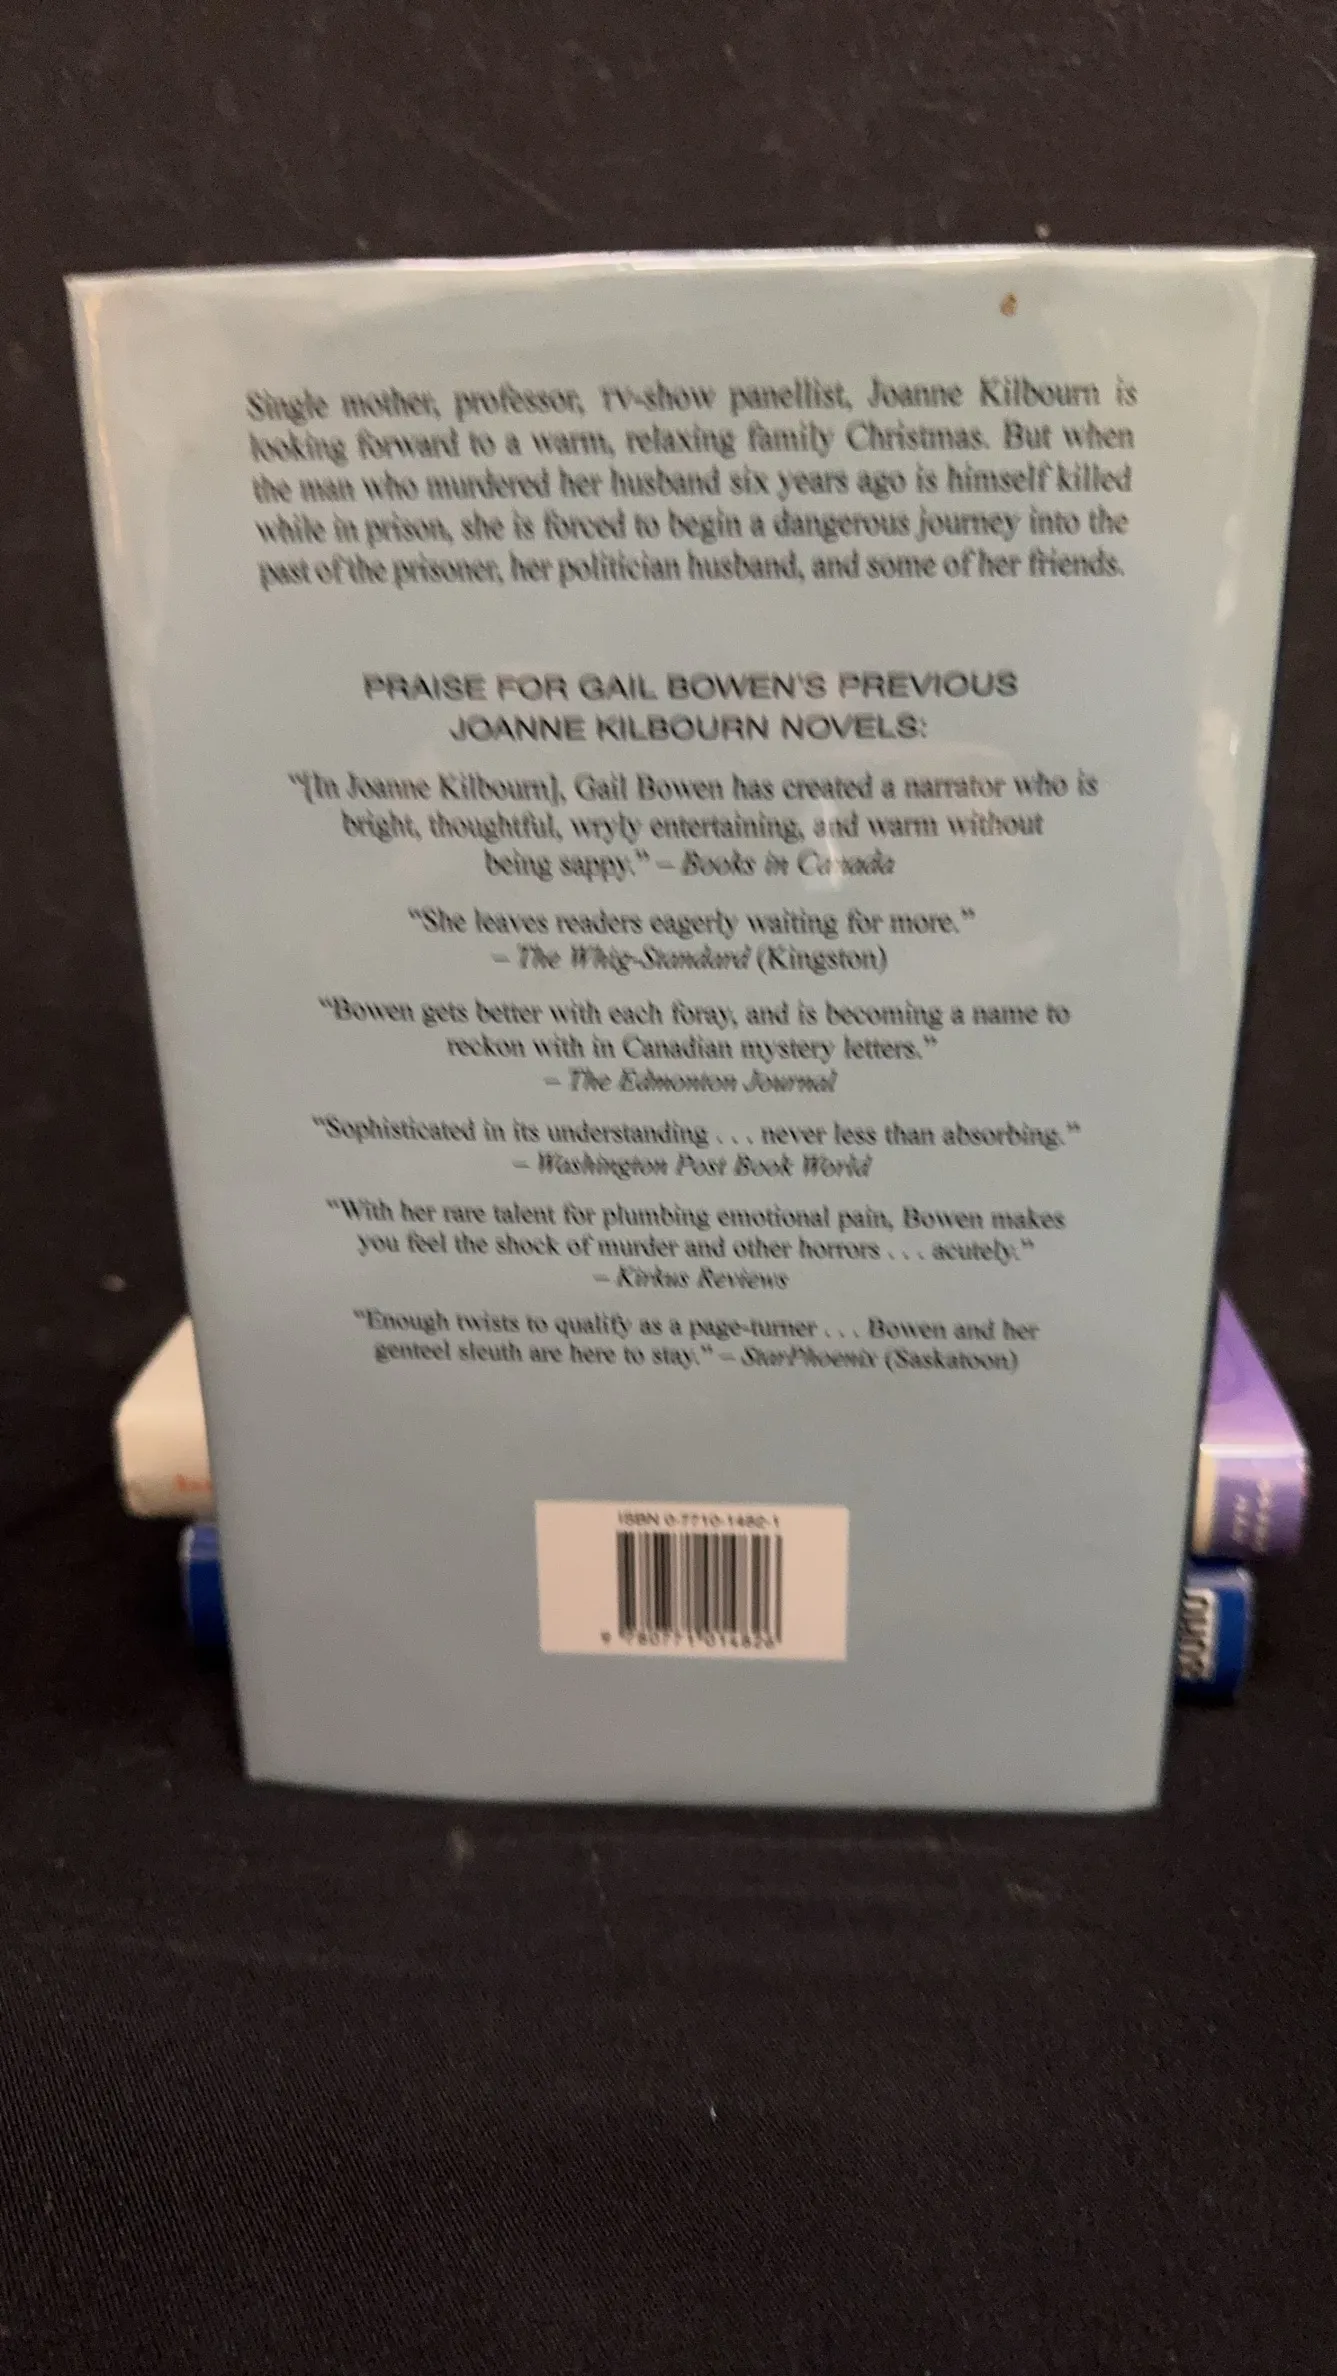 Single mother, professor, TV-show panellist, Joanne Kilbourn is
looking forward to a warm, relaxing family Christmas. But when
the man who murdered her husband six years ago is himself killed
while in prison, she is forced to begin a dangerous journey into the
past of the prisoner, her politician husband, and some of her friends.
PRAISE FOR GAIL BOWEN'S PREVIOUS
JOANNE KILBOURN NOVELS:
"[In Joanne Kilbourn], Gail Bowen has created a narrator who is
bright, thoughtful, wryly entertaining, and warm without
being sappy." – Books in Canada
"She leaves readers eagerly waiting for more."
– The Whig-Standard (Kingston)
"Bowen gets better with each foray, and is becoming a name to
reckon with in Canadian mystery letters."
– The Edmonton Journal
"Sophisticated in its understanding . . . never less than absorbing."
– Washington Post Book World
"With her rare talent for plumbing emotional pain, Bowen makes
you feel the shock of murder and other horrors . . . acutely."
– Kirkus Reviews
"Enough twists to qualify as a page-turner . . . Bowen and her
genteel sleuth are here to stay." – StarPhoenix (Saskatoon)
ISBN 0-7710-1482-1
9 780771 014826